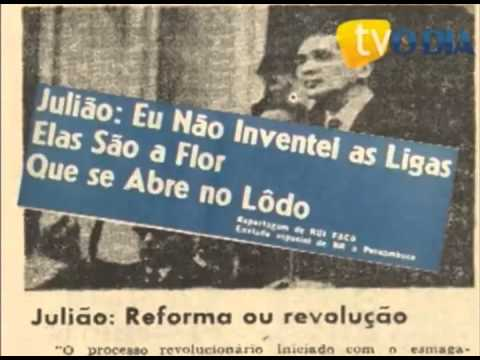 tv O DIA
Julião: Eu Não Inventei as Ligas
Elas São a Flor
Que se Abre no Lôdo
Reportagem de RUI FACÓ
Enviado especial de NR a Pernambuco
Julião: Reforma ou revolução
"O processo revolucionário iniciado com o esmaga-